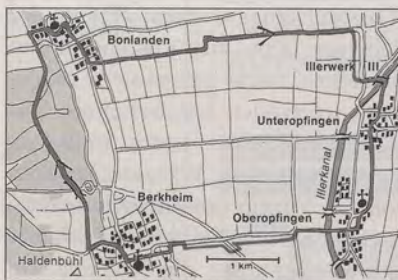 Bonlanden
Illerwerk III
Unteropfingen
Illerkanal
Berkheim
Oberopfingen
Haldenbühl
1 km